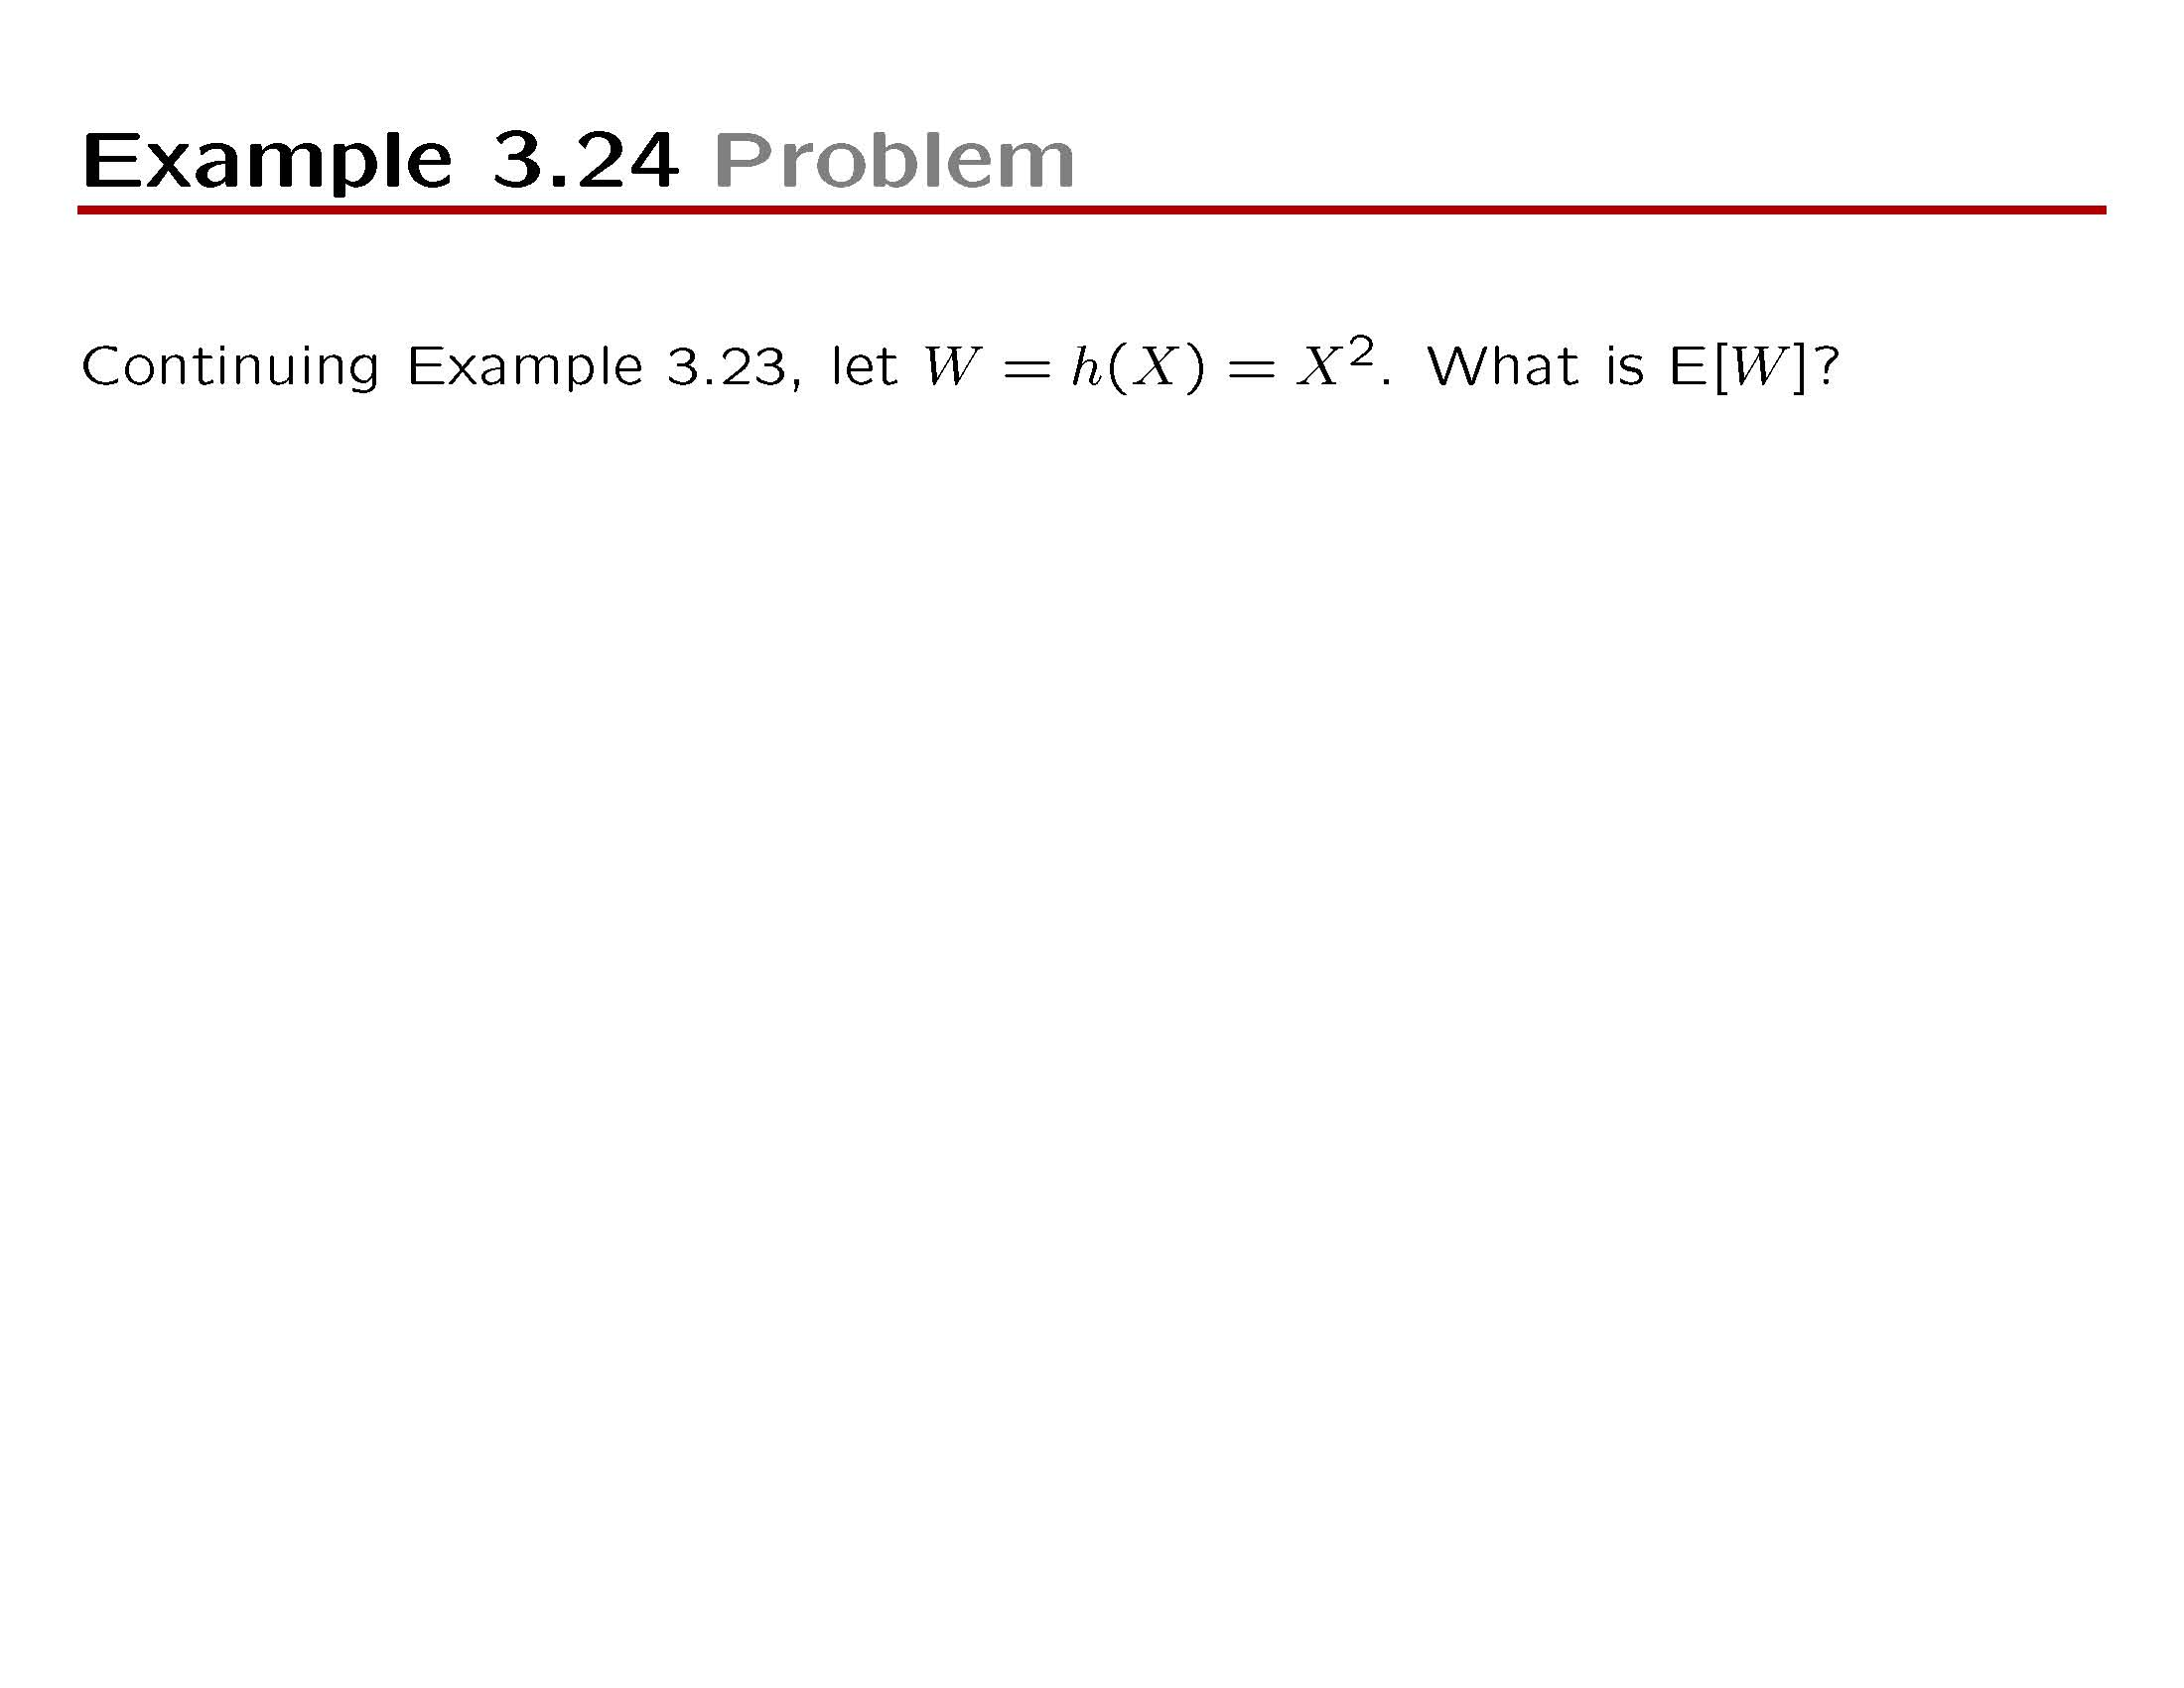 Example 3.24 Problem
Continuing Example 3.23, let W = h(X) = X². What is E[W]?